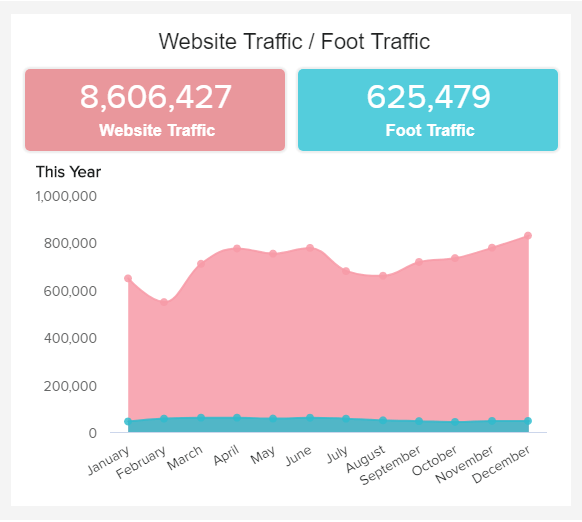 Website Traffic / Foot Traffic
8,606,427
Website Traffic
625,479
Foot Traffic
This Year
1,000,000
800,000
600,000
400,000
200,000
0
January
February
March
April
May
June
July
August
September
October
November
December